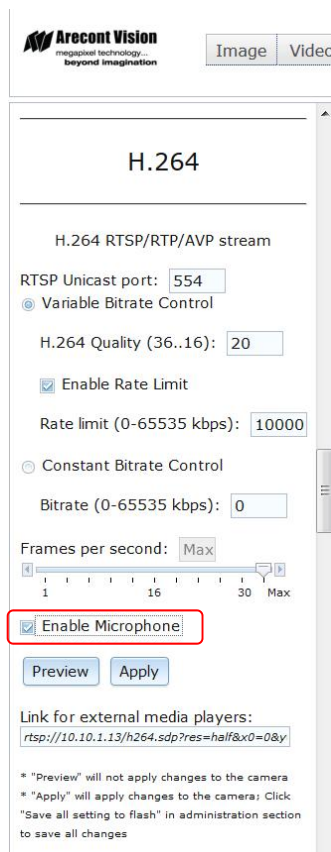 Arecont Vision
megapixel technology...
beyond imagination
Image Video
H.264
H.264 RTSP/RTP/AVP stream
RTSP Unicast port: 554
Variable Bitrate Control
H.264 Quality (36..16): 20
Enable Rate Limit
Rate limit (0-65535 kbps): 10000
Constant Bitrate Control
Bitrate (0-65535 kbps): 0
Frames per second: Max
1 16 30 Max
Enable Microphone
Preview Apply
Link for external media players:
rtsp://10.10.1.13/h264.sdp?res=half&x0=0&y
* "Preview" will not apply changes to the camera
* "Apply" will apply changes to the camera; Click
"Save all setting to flash" in administration section
to save all changes